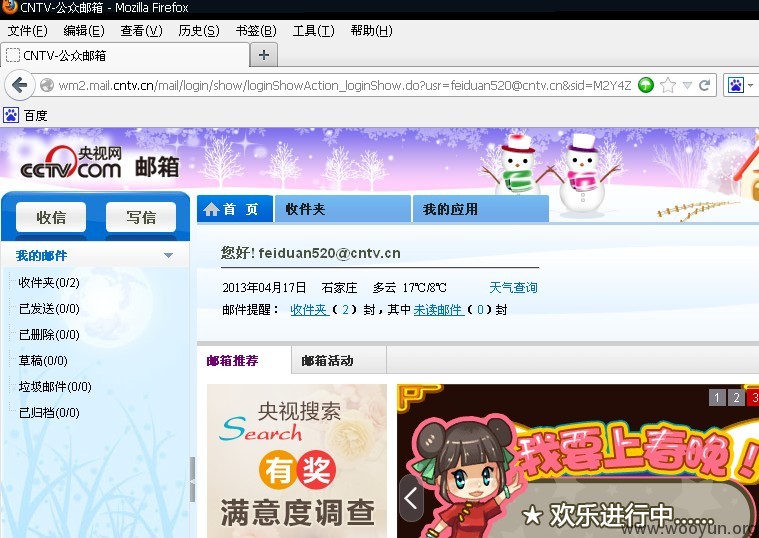 CNTV-公众邮箱 - Mozilla Firefox
文件(F) 编辑(E) 查看(V) 历史(S) 书签(B) 工具(T) 帮助(H)
CNTV-公众邮箱 +
wm2.mail.cntv.cn/mail/login/show/loginShowAction_loginShow.do?usr=feiduan520@cntv.cn&sid=M2Y4Z
百度
央视网
cctv.com 邮箱
收信 写信
首 页 收件夹 我的应用
我的邮件
收件夹(0/2)
已发送(0/0)
已删除(0/0)
草稿(0/0)
垃圾邮件(0/0)
已归档(0/0)
您好! feiduan520@cntv.cn
2013年04月17日 石家庄 多云 17℃/8℃ 天气查询
邮件提醒： 收件夹 ( 2 ) 封，其中 未读邮件 ( 0 ) 封
邮箱推荐 邮箱活动
央视搜索
Search
有奖
满意度调查
1 2 3
我要上春晚！
★ 欢乐进行中......
www.wooyun.org